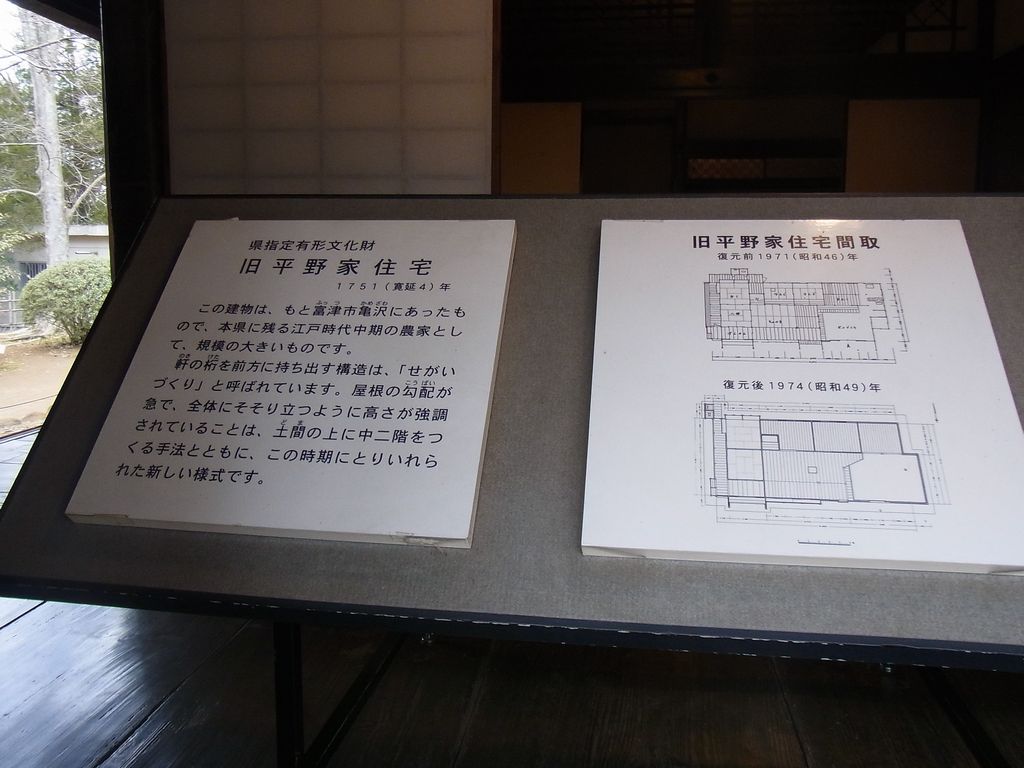 県指定有形文化財
旧平野家住宅
1751(寛延4)年
この建物は、もと富津市亀沢にあったも
ので、本県に残る江戸時代中期の農家とし
て、規模の大きいものです。
軒の桁を前方に持ち出す構造は、「せがい
づくり」と呼ばれています。屋根の勾配が
急で、全体にそそり立つように高さが強調
されていることは、土間の上に中二階をつ
くる手法とともに、この時期にとりいれら
れた新しい様式です。
旧平野家住宅間取
復元前1971(昭和46)年
復元後1974(昭和49)年